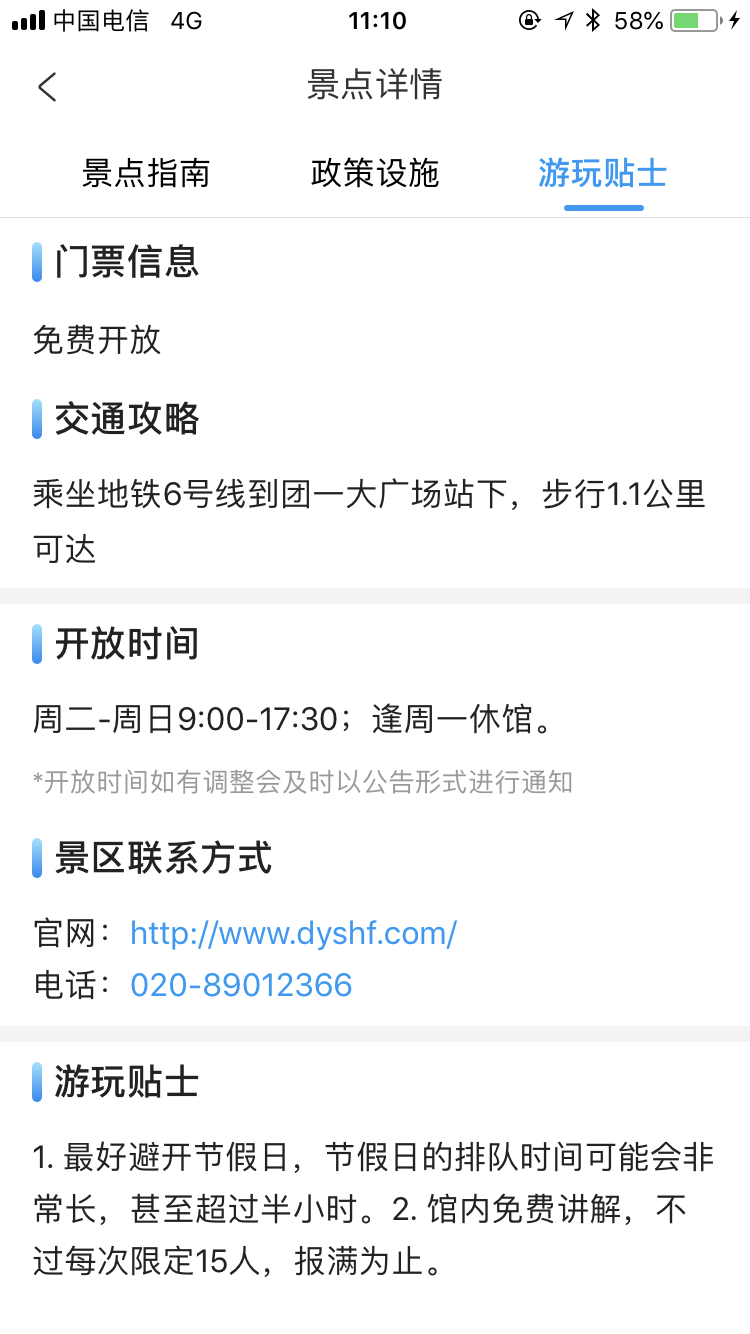 中国电信 4G 11:10 58%
景点详情
景点指南 政策设施 游玩贴士
门票信息
免费开放
交通攻略
乘坐地铁6号线到团一大广场站下，步行1.1公里
可达
开放时间
周二-周日9:00-17:30；逢周一休馆。
*开放时间如有调整会及时以公告形式进行通知
景区联系方式
官网：http://www.dyshf.com/
电话：020-89012366
游玩贴士
1. 最好避开节假日，节假日的排队时间可能会非
常长，甚至超过半小时。2. 馆内免费讲解，不
过每次限定15人，报满为止。